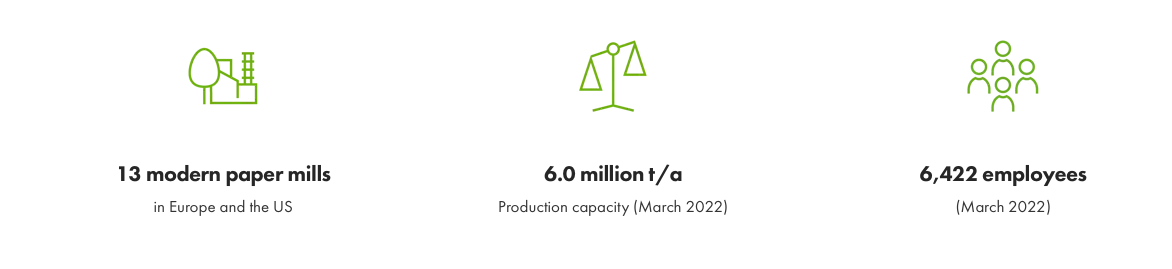 13 modern paper mills
in Europe and the US
6.0 million t/a
Production capacity (March 2022)
6,422 employees
(March 2022)